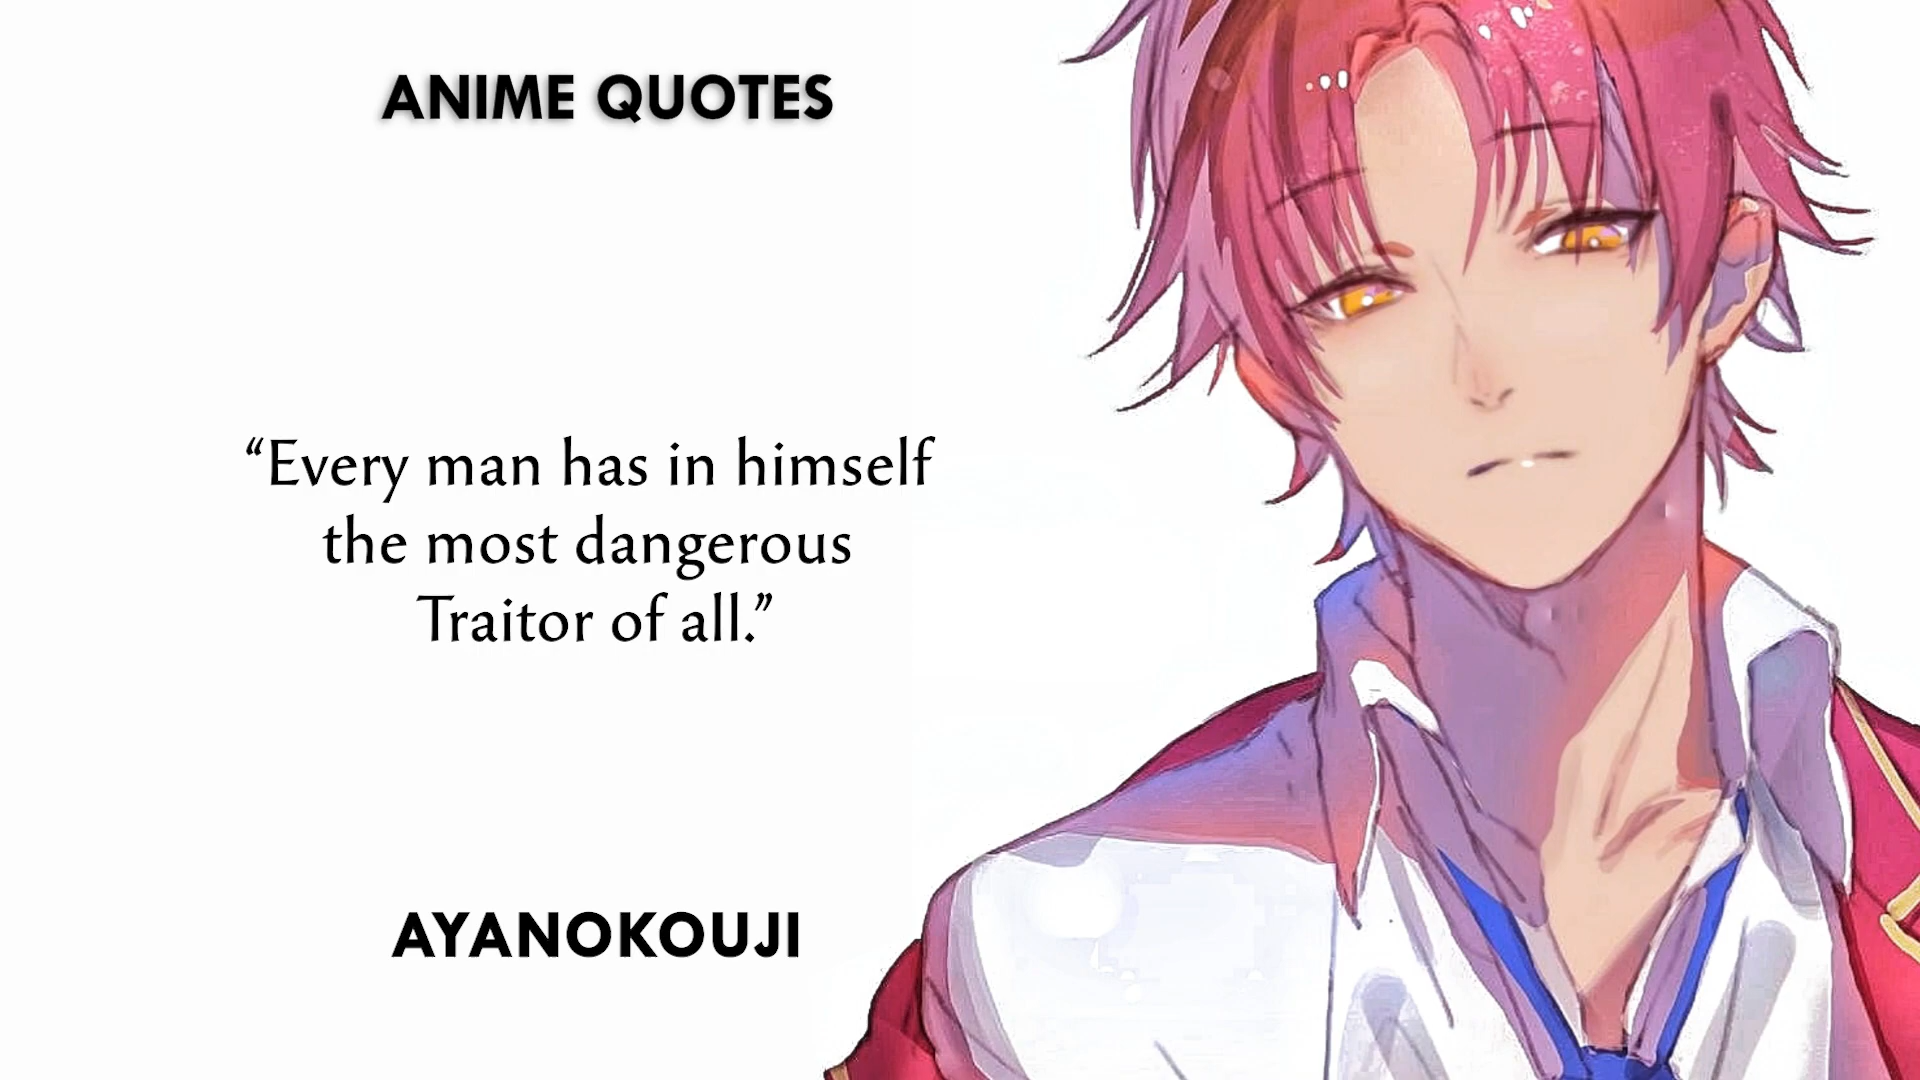 ANIME QUOTES
“Every man has in himself
the most dangerous
Traitor of all.”
AYANOKOUJI